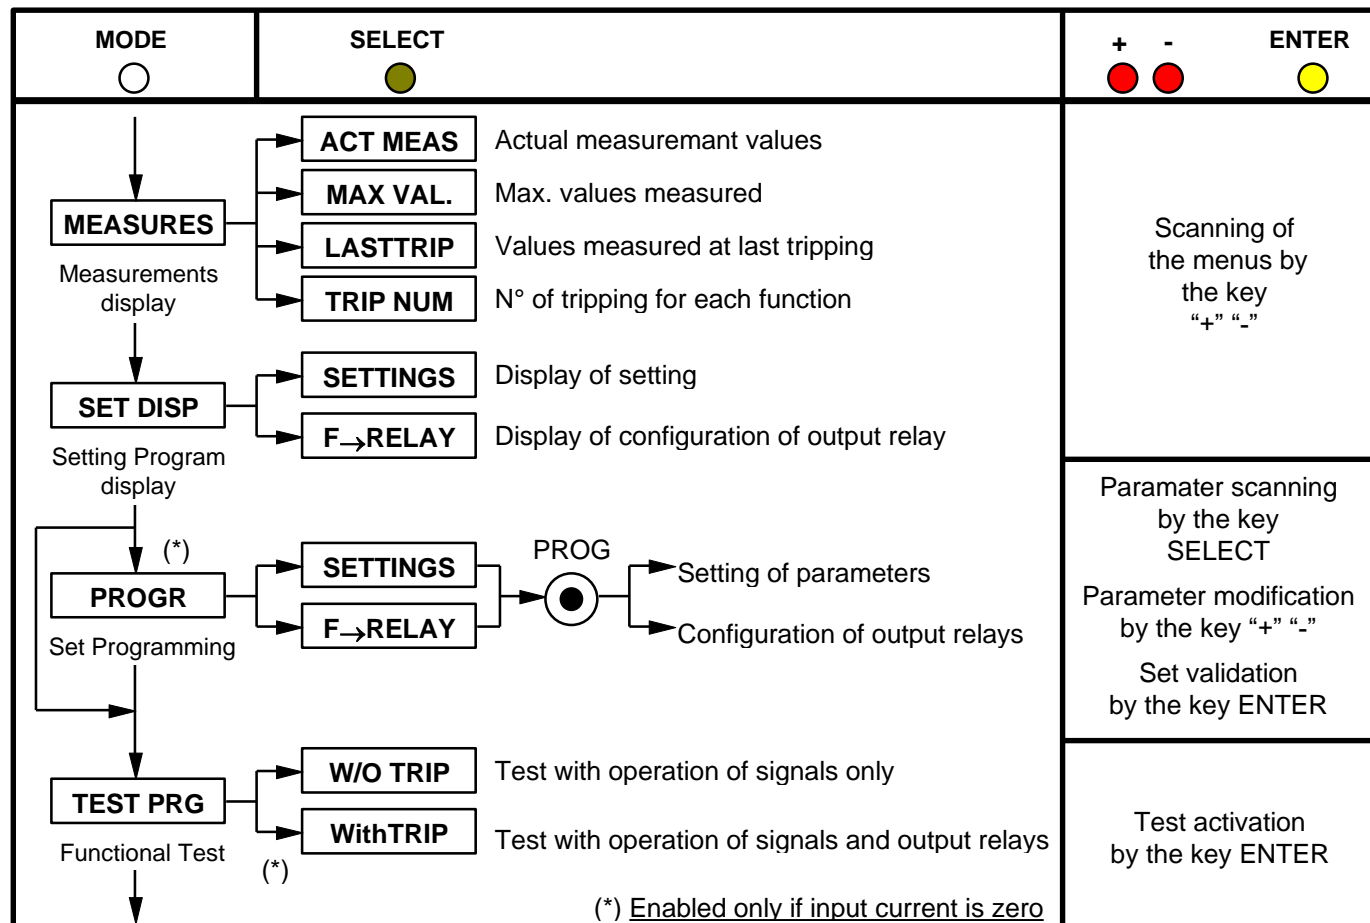 MODE
SELECT
+ -
ENTER
ACT MEAS
Actual measuremant values
MAX VAL.
Max. values measured
MEASURES
LASTTRIP
Values measured at last tripping
Measurements
display
TRIP NUM
N° of tripping for each function
Scanning of
the menus by
the key
“+” “-”
SETTINGS
Display of setting
SET DISP
F→RELAY
Display of configuration of output relay
Setting Program
display
(*)
SETTINGS
PROG
Setting of parameters
PROGR
F→RELAY
Configuration of output relays
Set Programming
Paramater scanning
by the key
SELECT
Parameter modification
by the key “+” “-”
Set validation
by the key ENTER
W/O TRIP
Test with operation of signals only
TEST PRG
WithTRIP
Test with operation of signals and output relays
Functional Test
(*)
Test activation
by the key ENTER
(*) Enabled only if input current is zero